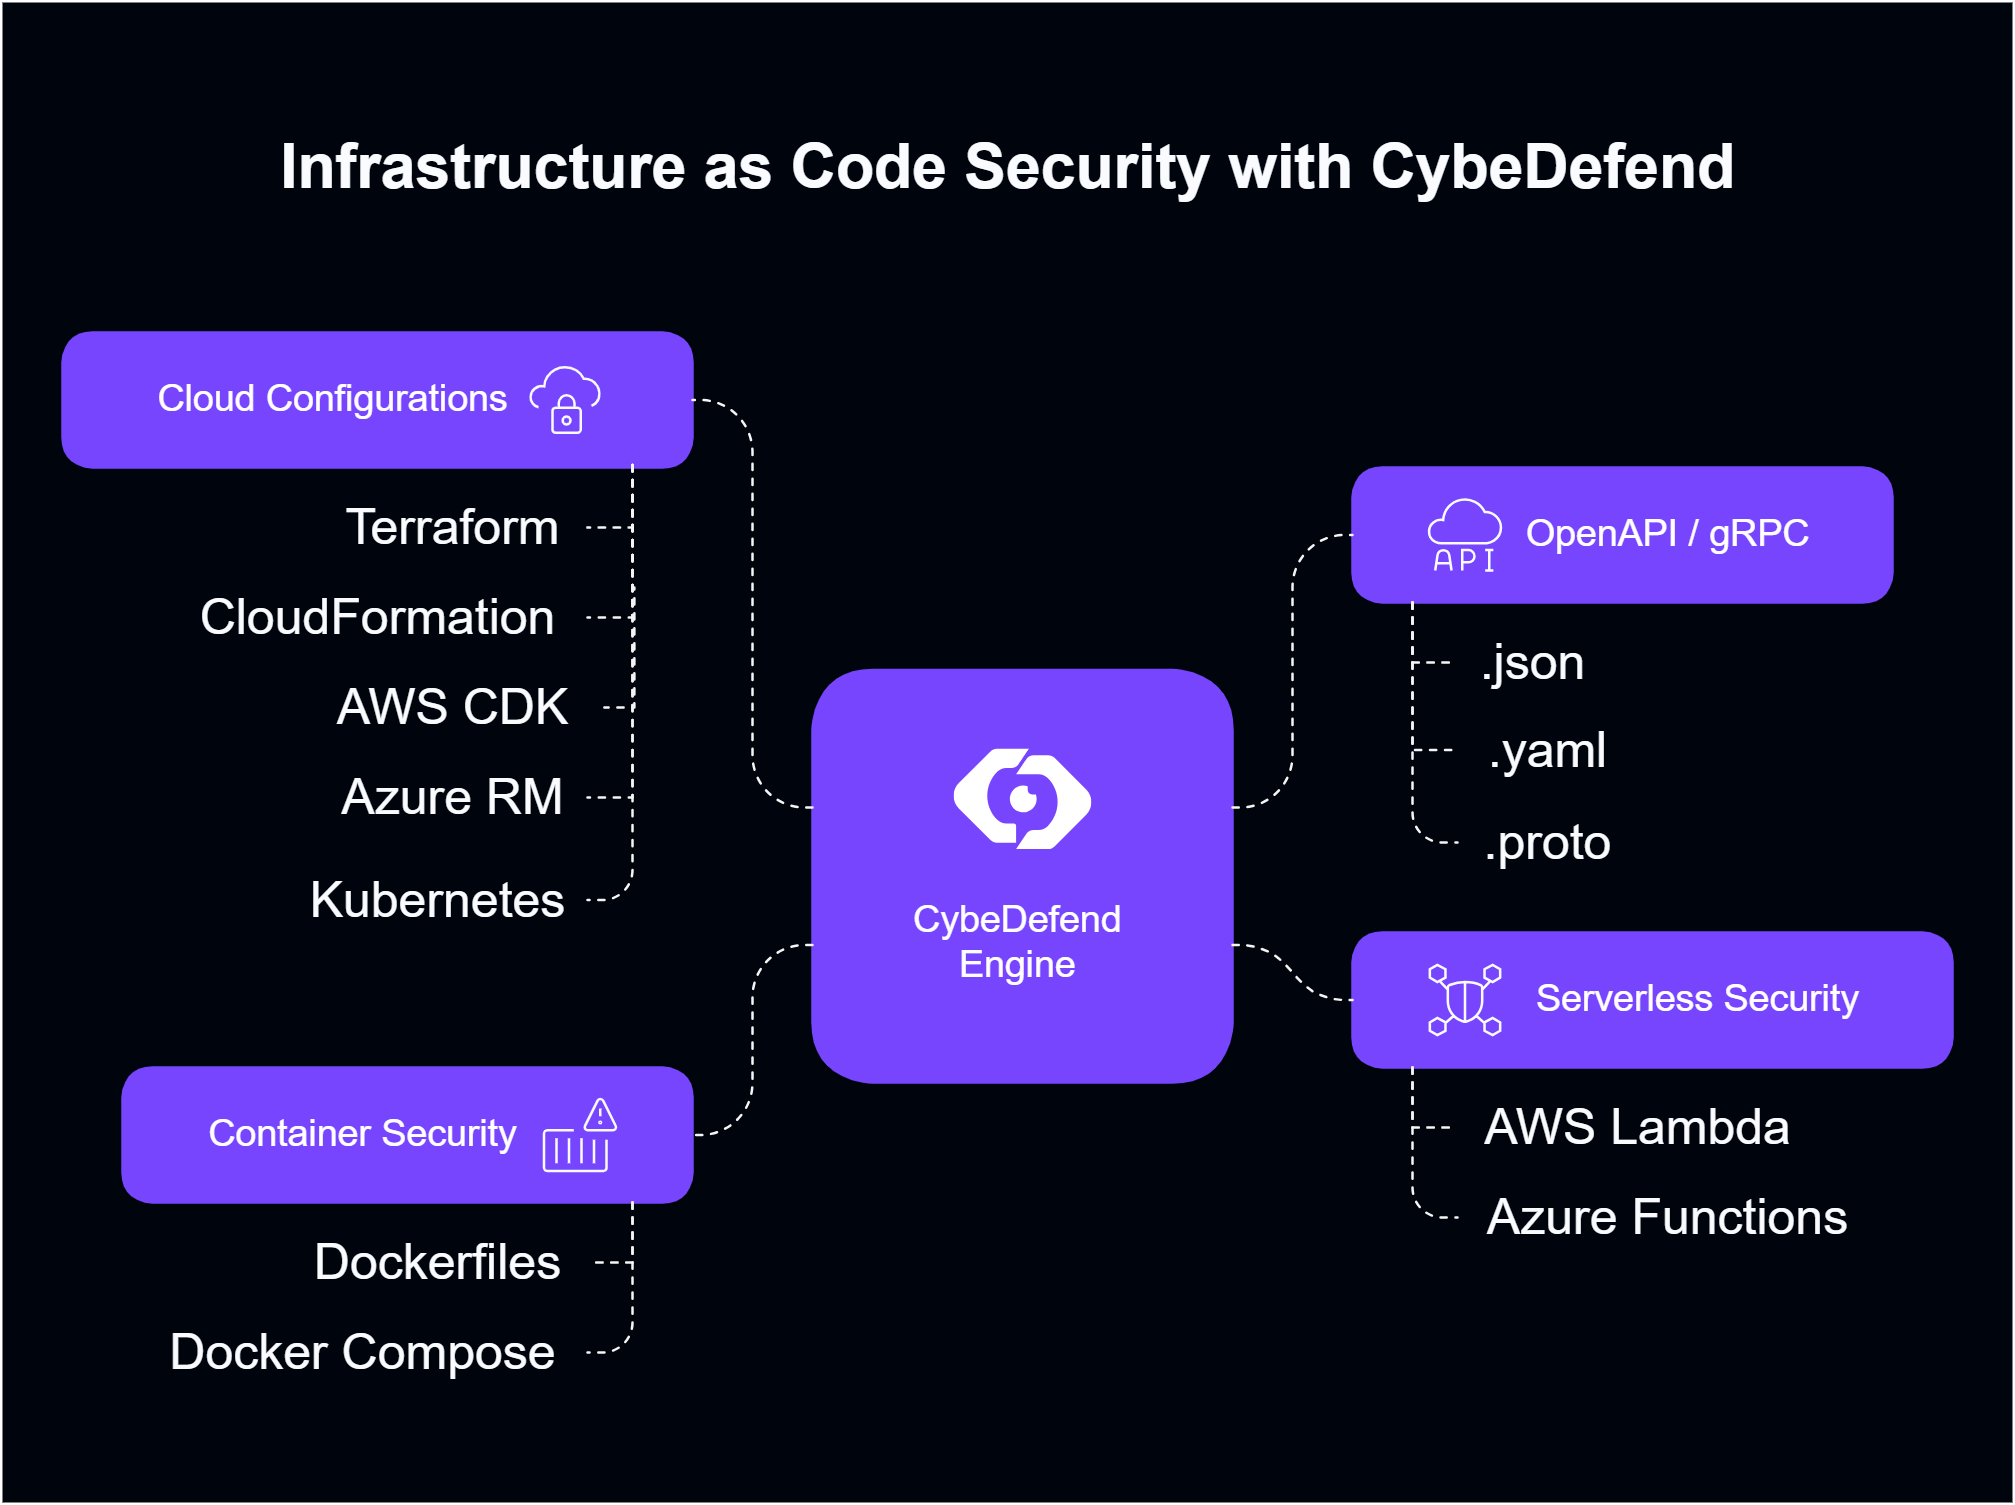 Infrastructure as Code Security with CybeDefend
Cloud Configurations
Terraform
CloudFormation
AWS CDK
Azure RM
Kubernetes
Container Security
Dockerfiles
Docker Compose
CybeDefend
Engine
API
OpenAPI / gRPC
.json
.yaml
.proto
Serverless Security
AWS Lambda
Azure Functions